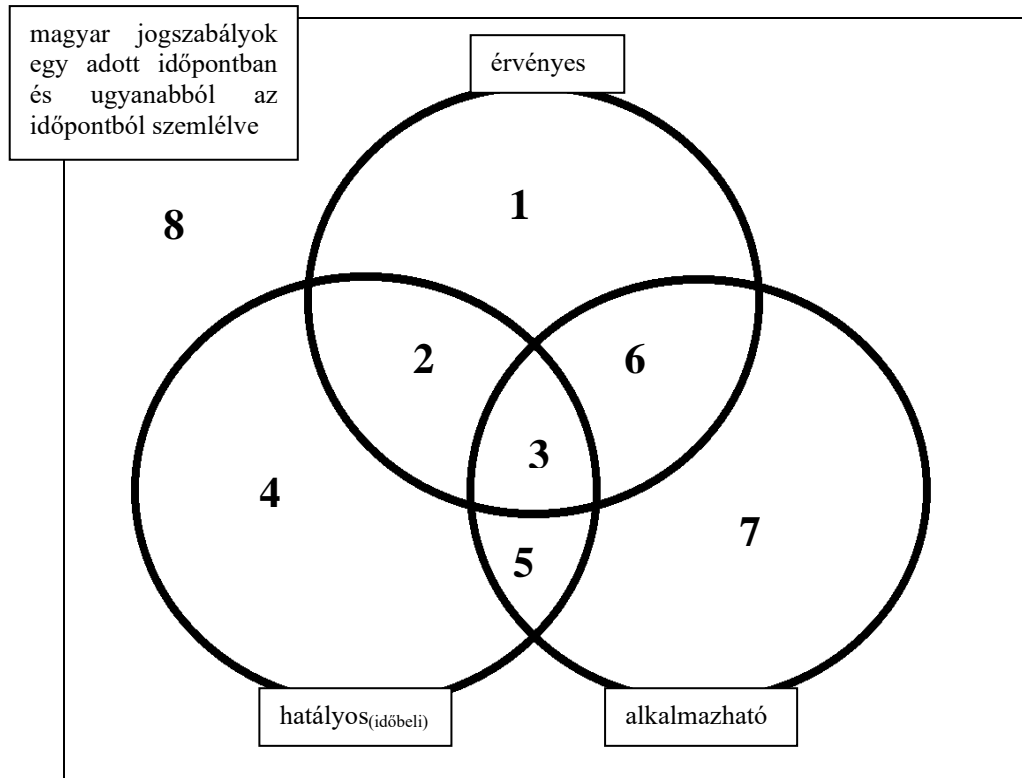 magyar jogszabályok
egy adott időpontban
és ugyanabból az
időpontból szemlélve
érvényes
1
8
2
6
3
4
7
5
hatályos(időbeli)
alkalmazható